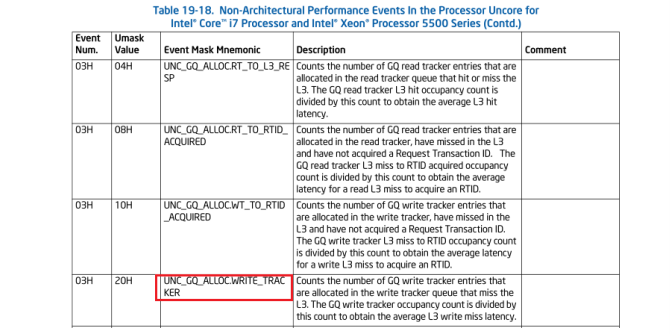 Table 19-18. Non-Architectural Performance Events In the Processor Uncore for
Intel® Core™ i7 Processor and Intel® Xeon® Processor 5500 Series (Contd.)
Event Num. Umask Value Event Mask Mnemonic Description Comment
03H 04H UNC_GQ_ALLOC.RT_TO_L3_RE Counts the number of GQ read tracker entries that are
SP allocated in the read tracker queue that hit or miss the
L3. The GQ read tracker L3 hit occupancy count is
divided by this count to obtain the average L3 hit
latency.
03H 08H UNC_GQ_ALLOC.RT_TO_RTID_ Counts the number of GQ read tracker entries that are
ACQUIRED allocated in the read tracker, have missed in the L3
and have not acquired a Request Transaction ID. The
GQ read tracker L3 miss to RTID acquired occupancy
count is divided by this count to obtain the average
latency for a read L3 miss to acquire an RTID.
03H 10H UNC_GQ_ALLOC.WT_TO_RTID Counts the number of GQ write tracker entries that
_ACQUIRED are allocated in the write tracker, have missed in the
L3 and have not acquired a Request Transaction ID.
The GQ write tracker L3 miss to RTID occupancy count
is divided by this count to obtain the average latency
for a write L3 miss to acquire an RTID.
03H 20H UNC_GQ_ALLOC.WRITE_TRAC Counts the number of GQ write tracker entries that
KER are allocated in the write tracker queue that miss the
L3. The GQ write tracker occupancy count is divided by
this count to obtain the average L3 write miss latency.